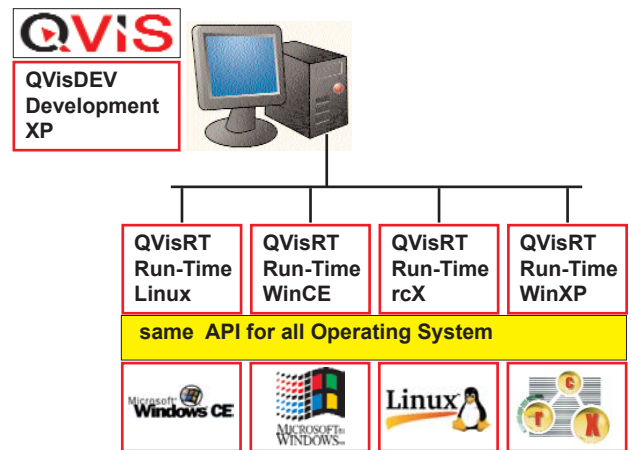 QViS
QVisDEV
Development
XP
QVisRT
Run-Time
Linux
QVisRT
Run-Time
WinCE
QVisRT
Run-Time
rcX
QVisRT
Run-Time
WinXP
same API for all Operating System
Microsoft
Windows CE
MICROSOFT
WINDOWS
Linux
r c X